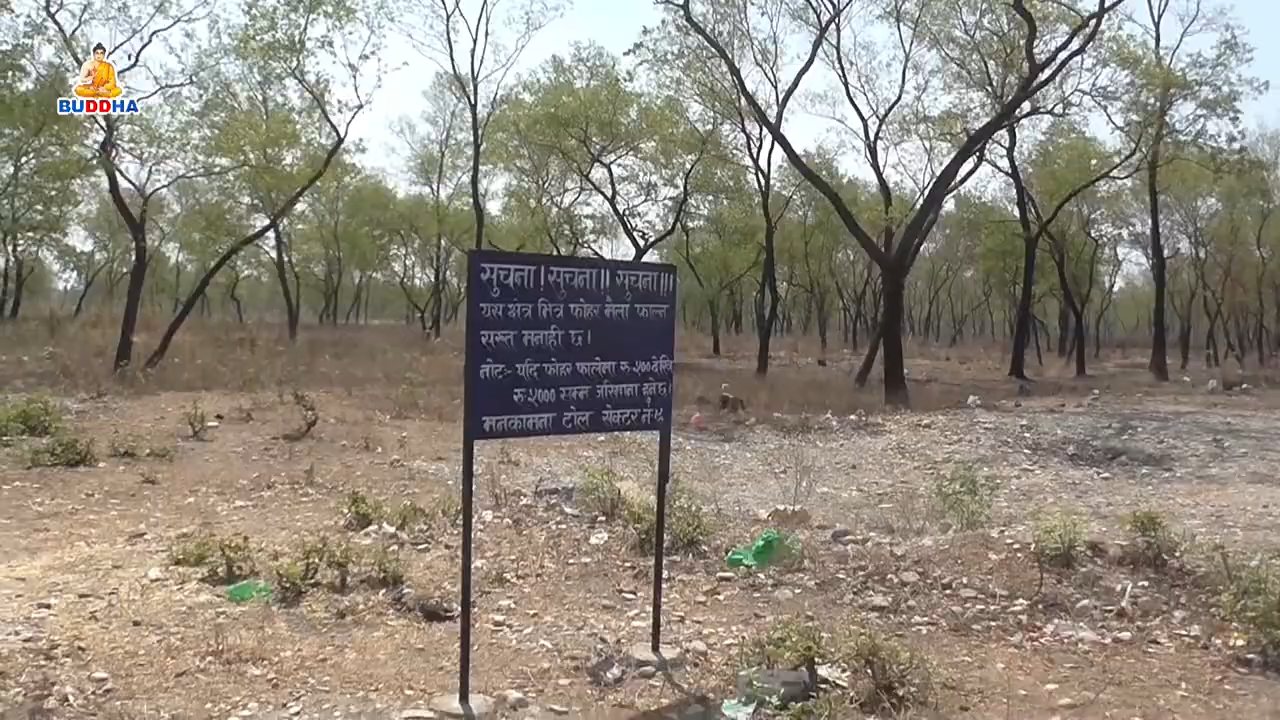 BUDDHA
सुचना ! सुचना !! सुचना !!!
यस क्षेत्र भित्र फोहर मैला फाल्न
सख्त मनाही छ ।
नोटः- यदि फोहर फालेमा रु ५०० देखि
रु ५००० सम्म जरिवाना हुनेछ ।
मनकामना टोल सेक्टर नं ५